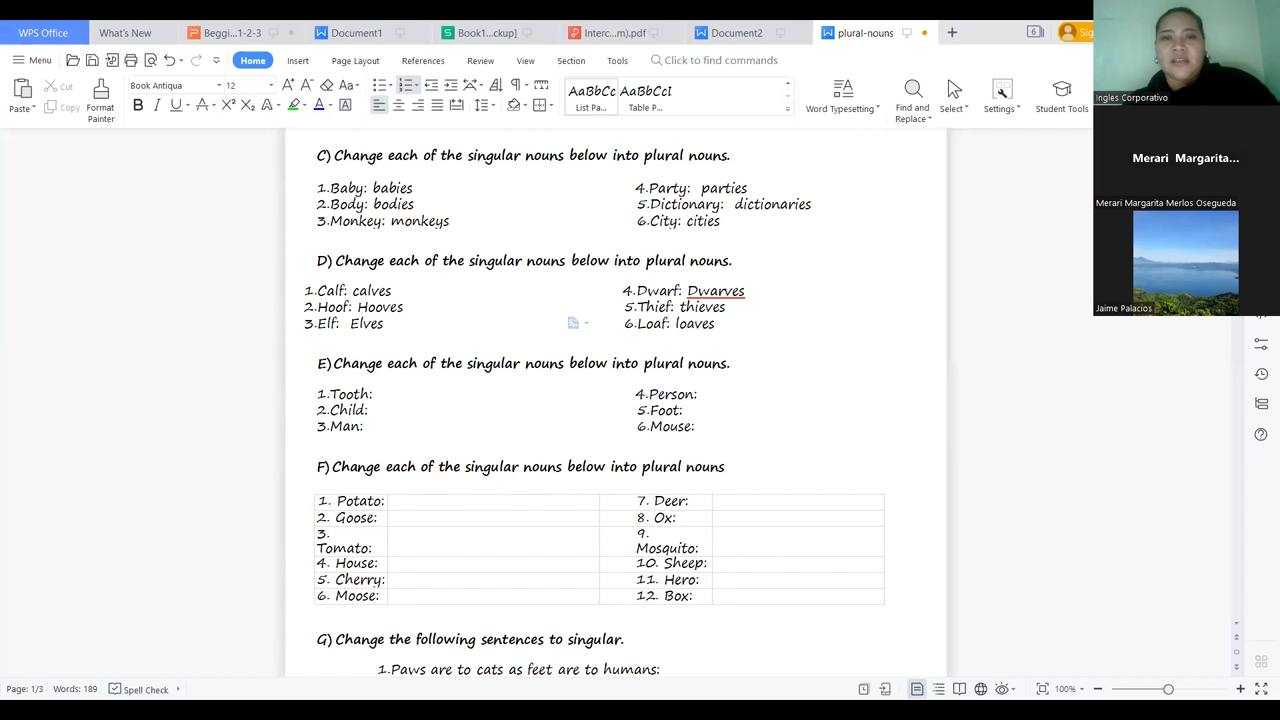 WPS Office
What's New
Beggi...-1-2-3
Document1
Book1...ckup]
Interc...m).pdf
Document2
plural-nouns
Menu
Home
Insert
Page Layout
References
Review
View
Section
Tools
Click to find commands
Paste
Cut
Copy
Format Painter
Book Antiqua
12
AaBbCc
List Pa...
AaBbCcI
Table P...
Word Typesetting
Find and Replace
Select
Settings
Student Tools
Ingles Corporativo
Merari Margarita...
Merari Margarita Merlos Osegueda
Jaime Palacios
C) Change each of the singular nouns below into plural nouns.
1.Baby: babies
2.Body: bodies
3.Monkey: monkeys
4.Party: parties
5.Dictionary: dictionaries
6.City: cities
D) Change each of the singular nouns below into plural nouns.
1.Calf: calves
2.Hoof: Hooves
3.Elf: Elves
4.Dwarf: Dwarves
5.Thief: thieves
6.Loaf: loaves
E) Change each of the singular nouns below into plural nouns.
1.Tooth:
2.Child:
3.Man:
4.Person:
5.Foot:
6.Mouse:
F) Change each of the singular nouns below into plural nouns
1. Potato:
2. Goose:
3.
Tomato:
4. House:
5. Cherry:
6. Moose:
7. Deer:
8. Ox:
9.
Mosquito:
10. Sheep:
11. Hero:
12. Box:
G) Change the following sentences to singular.
1.Paws are to cats as feet are to humans:
Page: 1/3
Words: 189
Spell Check
100%